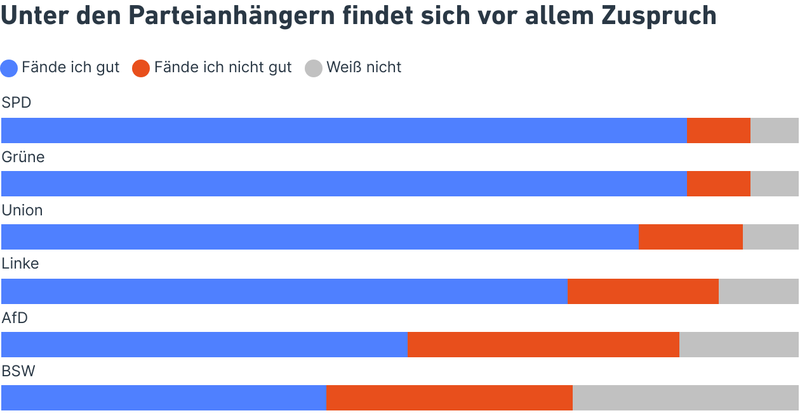 Unter den Parteianhängern findet sich vor allem Zuspruch
Fände ich gut Fände ich nicht gut Weiß nicht
SPD
Grüne
Union
Linke
AfD
BSW